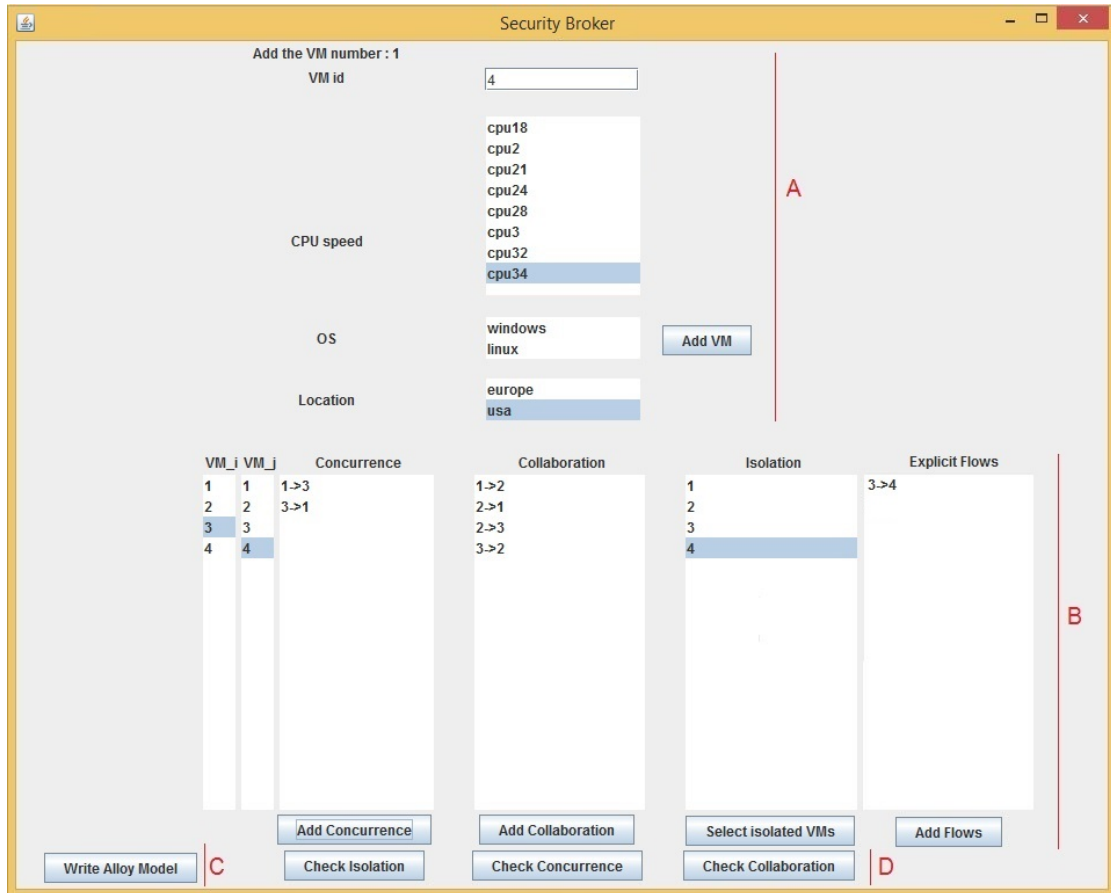 Security Broker
Add the VM number : 1
VM id
4
cpu18
cpu2
cpu21
cpu24
cpu28
cpu3
cpu32
cpu34
CPU speed
A
OS
windows
linux
Add VM
Location
europe
usa
VM_i VM_j Concurrence Collaboration Isolation Explicit Flows
1 1 1->3 1->2 1 3->4
2 2 3->1 2->1 2
3 3 2->3 3
4 4 3->2 4
B
Add Concurrence Add Collaboration Select isolated VMs Add Flows
Write Alloy Model C Check Isolation Check Concurrence Check Collaboration D